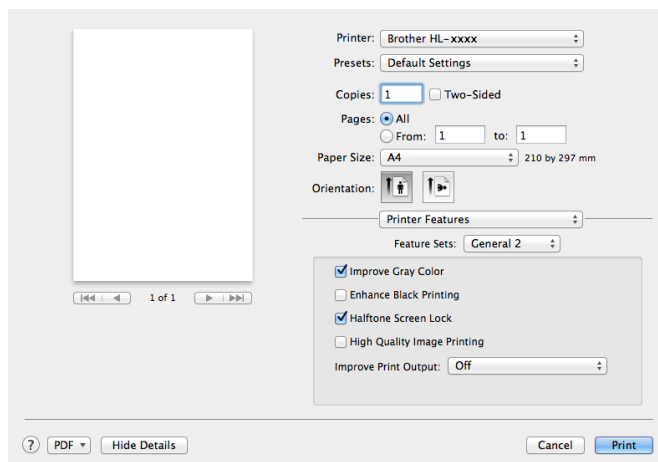 Printer: Brother HL-xxxx
Presets: Default Settings
Copies: 1 Two-Sided
Pages: All
From: 1 to: 1
Paper Size: A4 210 by 297 mm
Orientation:
Printer Features
Feature Sets: General 2
Improve Gray Color
Enhance Black Printing
Halftone Screen Lock
High Quality Image Printing
Improve Print Output: Off
1 of 1
? PDF Hide Details Cancel Print